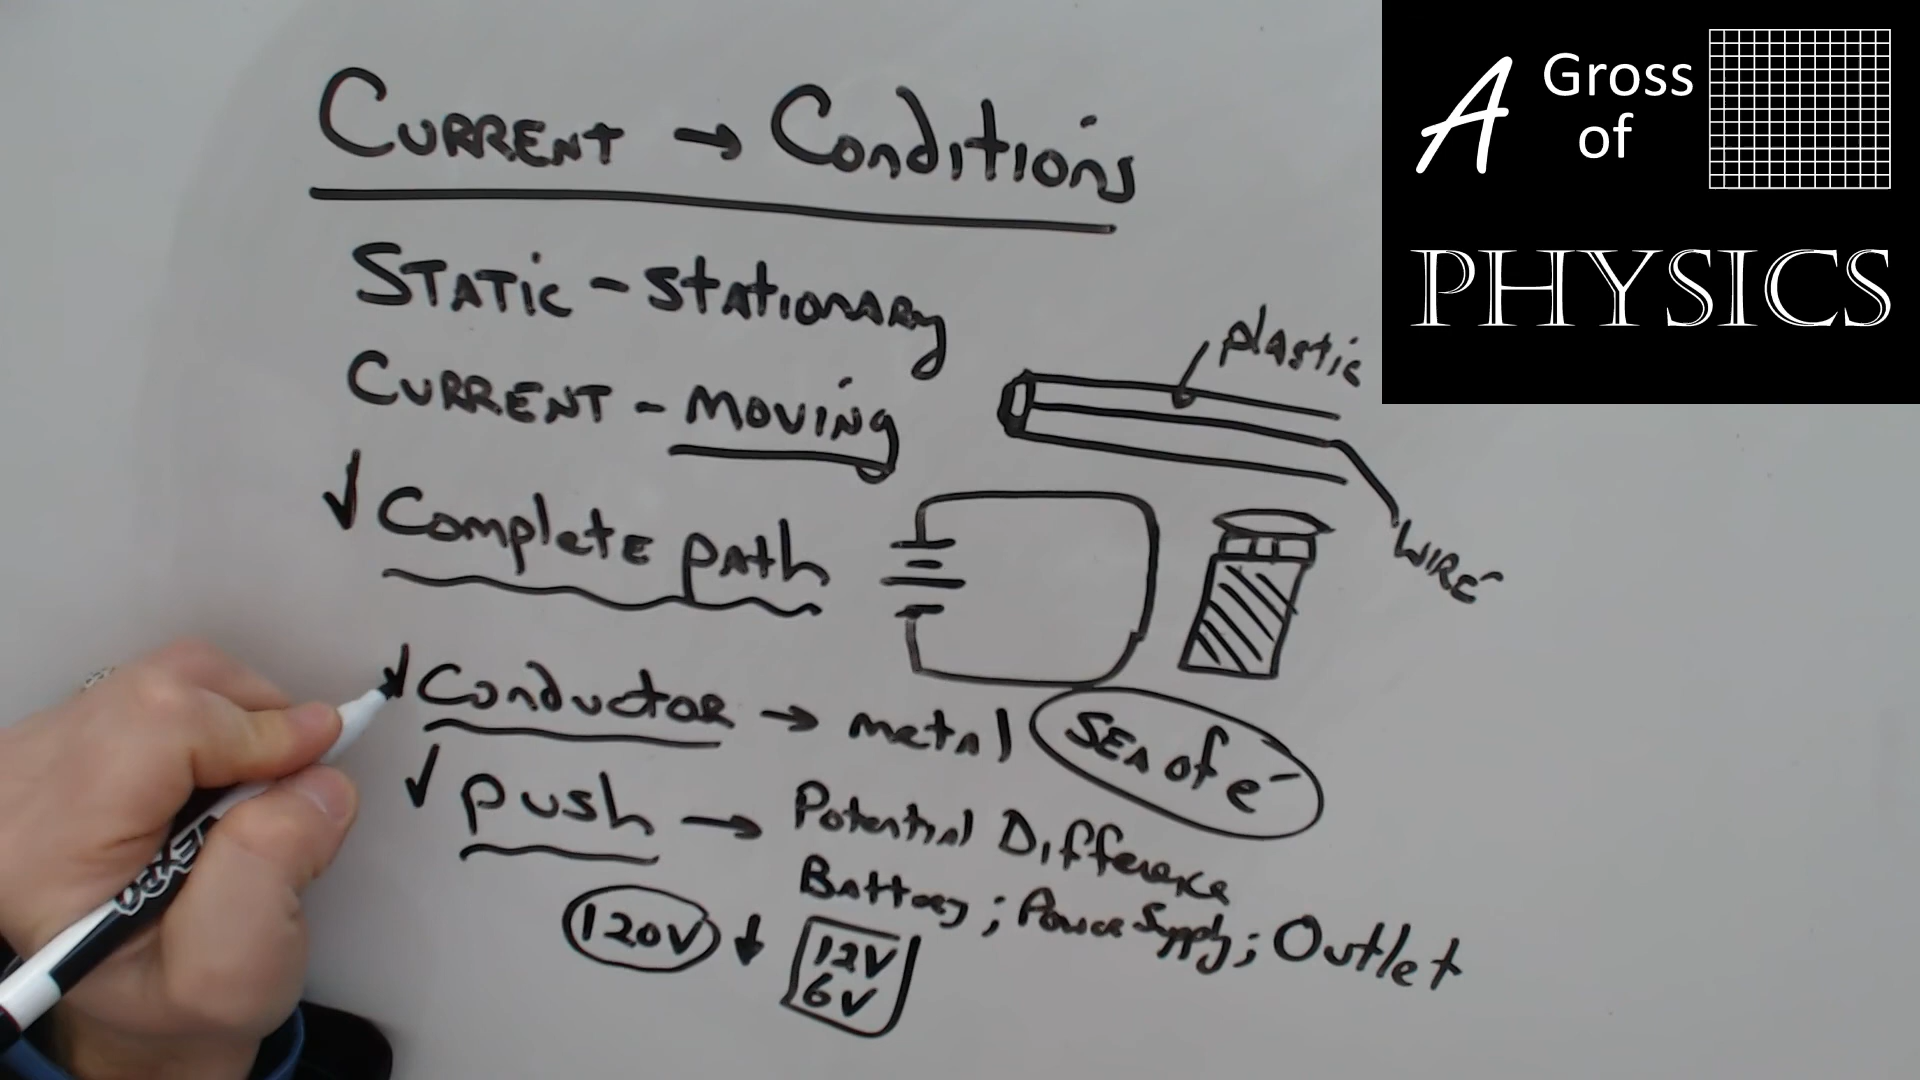 CURRENT → Conditions
STATiC - StAtionARy
CURRENT - MoViNg
✓ CompletE pAth
✓ ConductoR → metAl
SEA of e⁻
✓ push → Potential Difference
Battery ; Power Supply ; Outlet
120V ↓ 12V
6V
plastic
WIRE
EXPO
A Gross of
PHYSICS